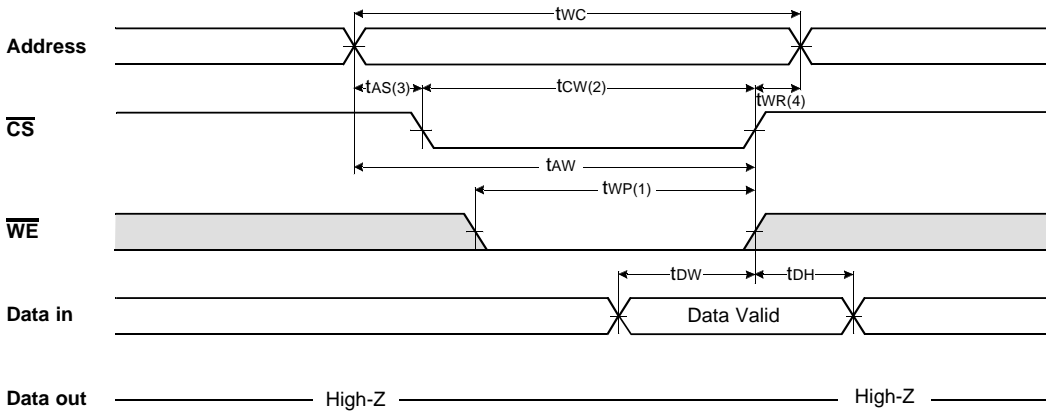 tWC
Address
tAS(3)
tCW(2)
tWR(4)
CS
tAW
tWP(1)
WE
tDW
tDH
Data in
Data Valid
Data out
High-Z
High-Z